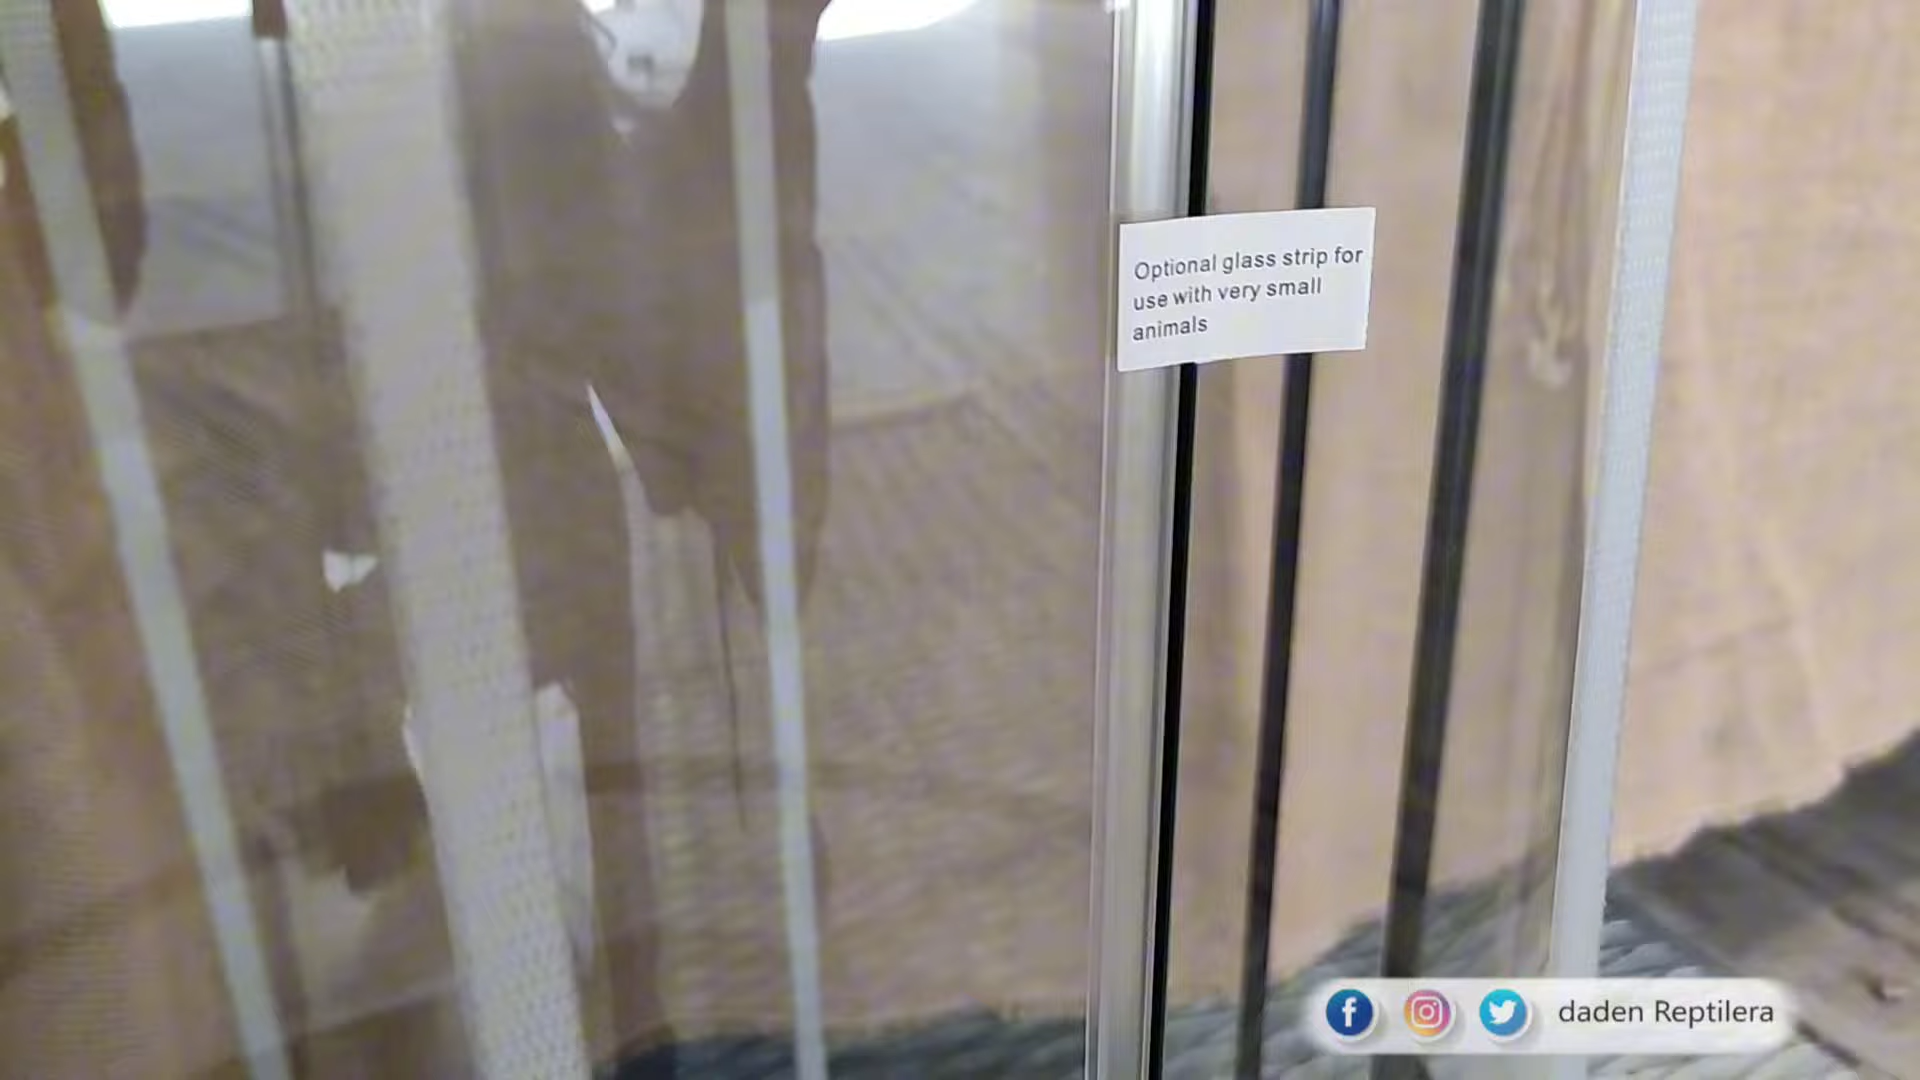 Optional glass strip for
use with very small
animals
daden Reptilera